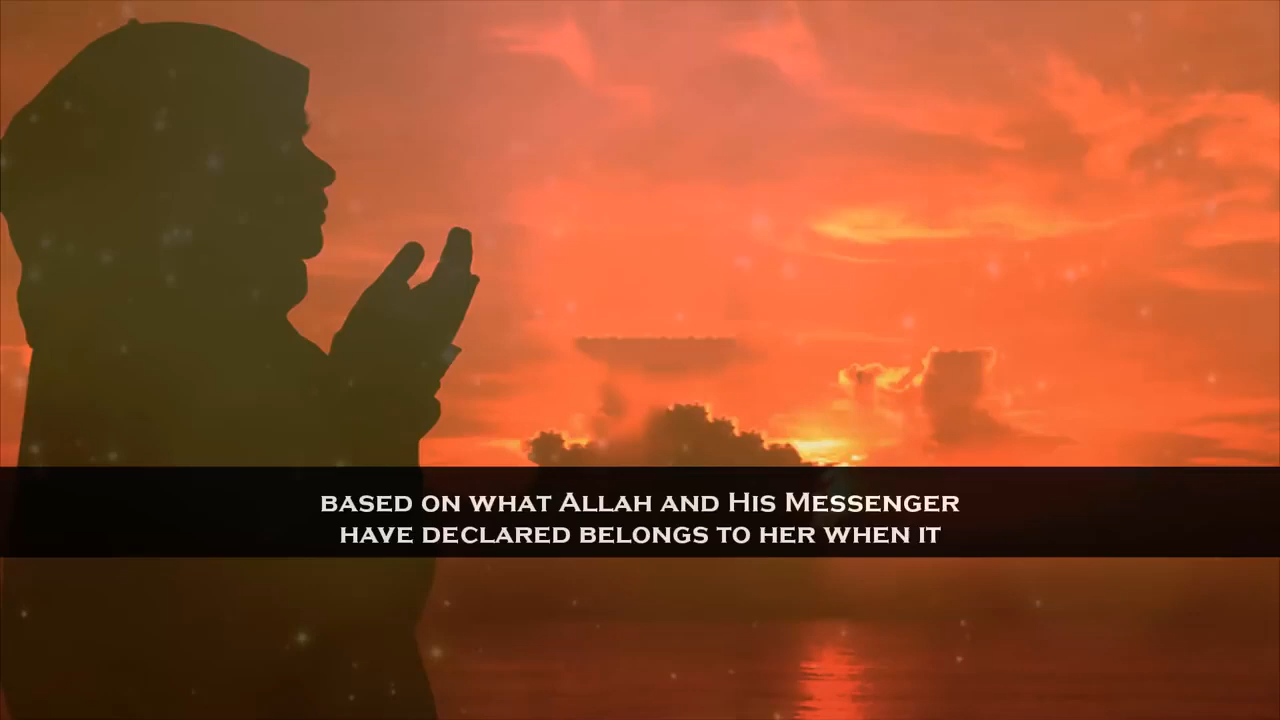 BASED ON WHAT ALLAH AND HIS MESSENGER
HAVE DECLARED BELONGS TO HER WHEN IT